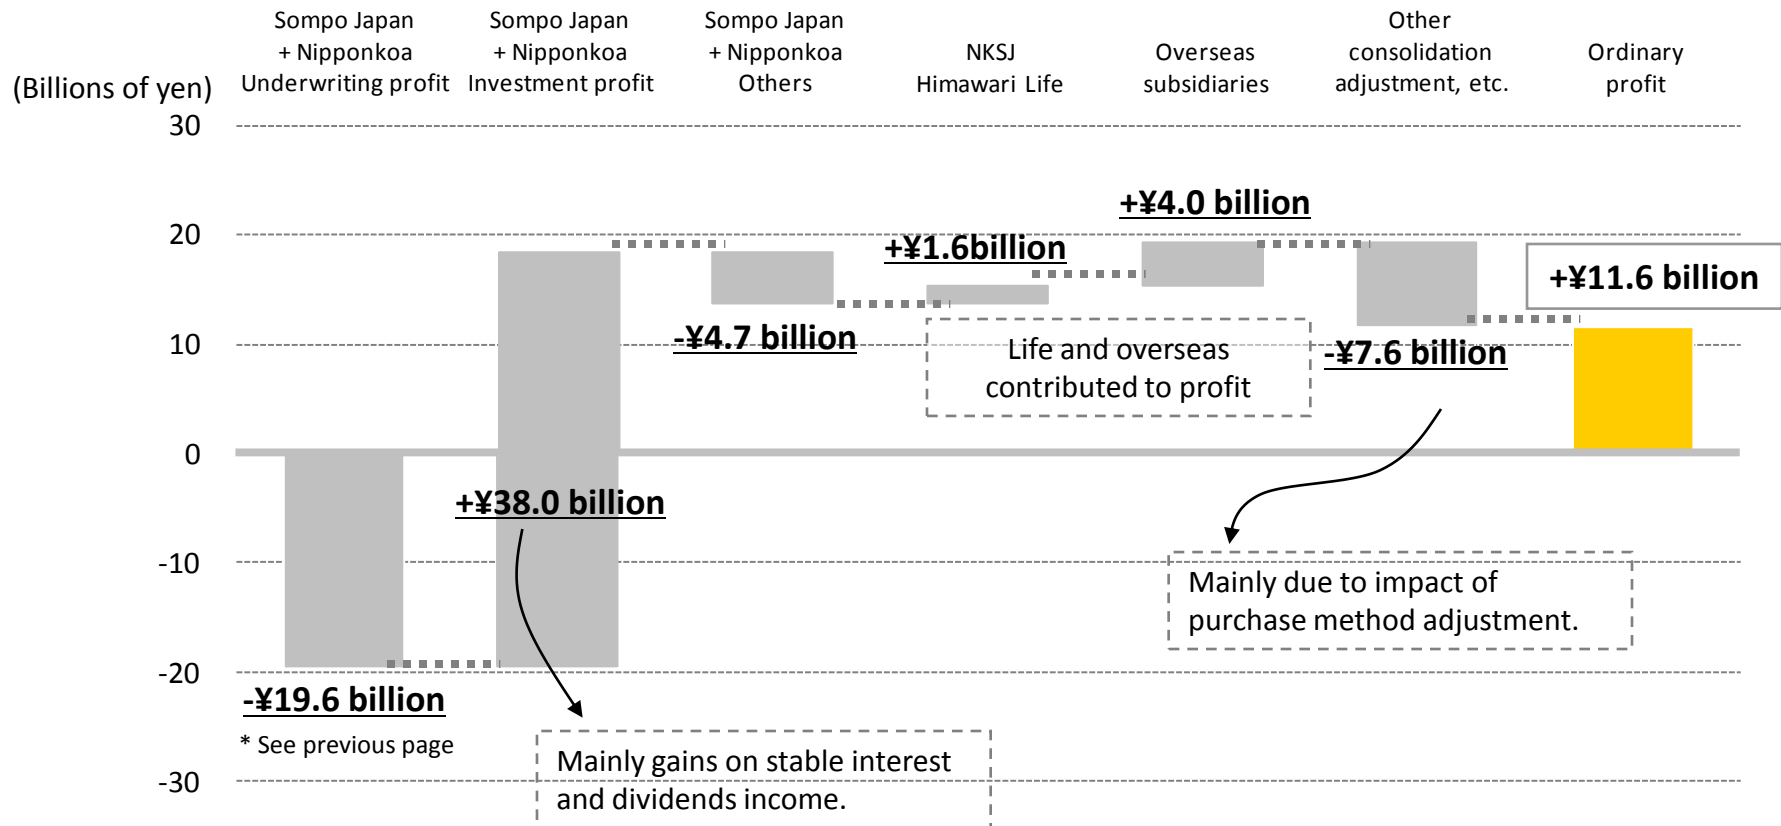 Sompo Japan
+ Nipponkoa
Underwriting profit
Sompo Japan
+ Nipponkoa
Investment profit
Sompo Japan
+ Nipponkoa
Others
NKSJ
Himawari Life
Overseas
subsidiaries
Other
consolidation
adjustment, etc.
Ordinary
profit
(Billions of yen)
30
20
10
0
-10
-20
-30
-¥19.6 billion
* See previous page
+¥38.0 billion
Mainly gains on stable interest
and dividends income.
-¥4.7 billion
+¥1.6billion
+¥4.0 billion
Life and overseas
contributed to profit
-¥7.6 billion
Mainly due to impact of
purchase method adjustment.
+¥11.6 billion